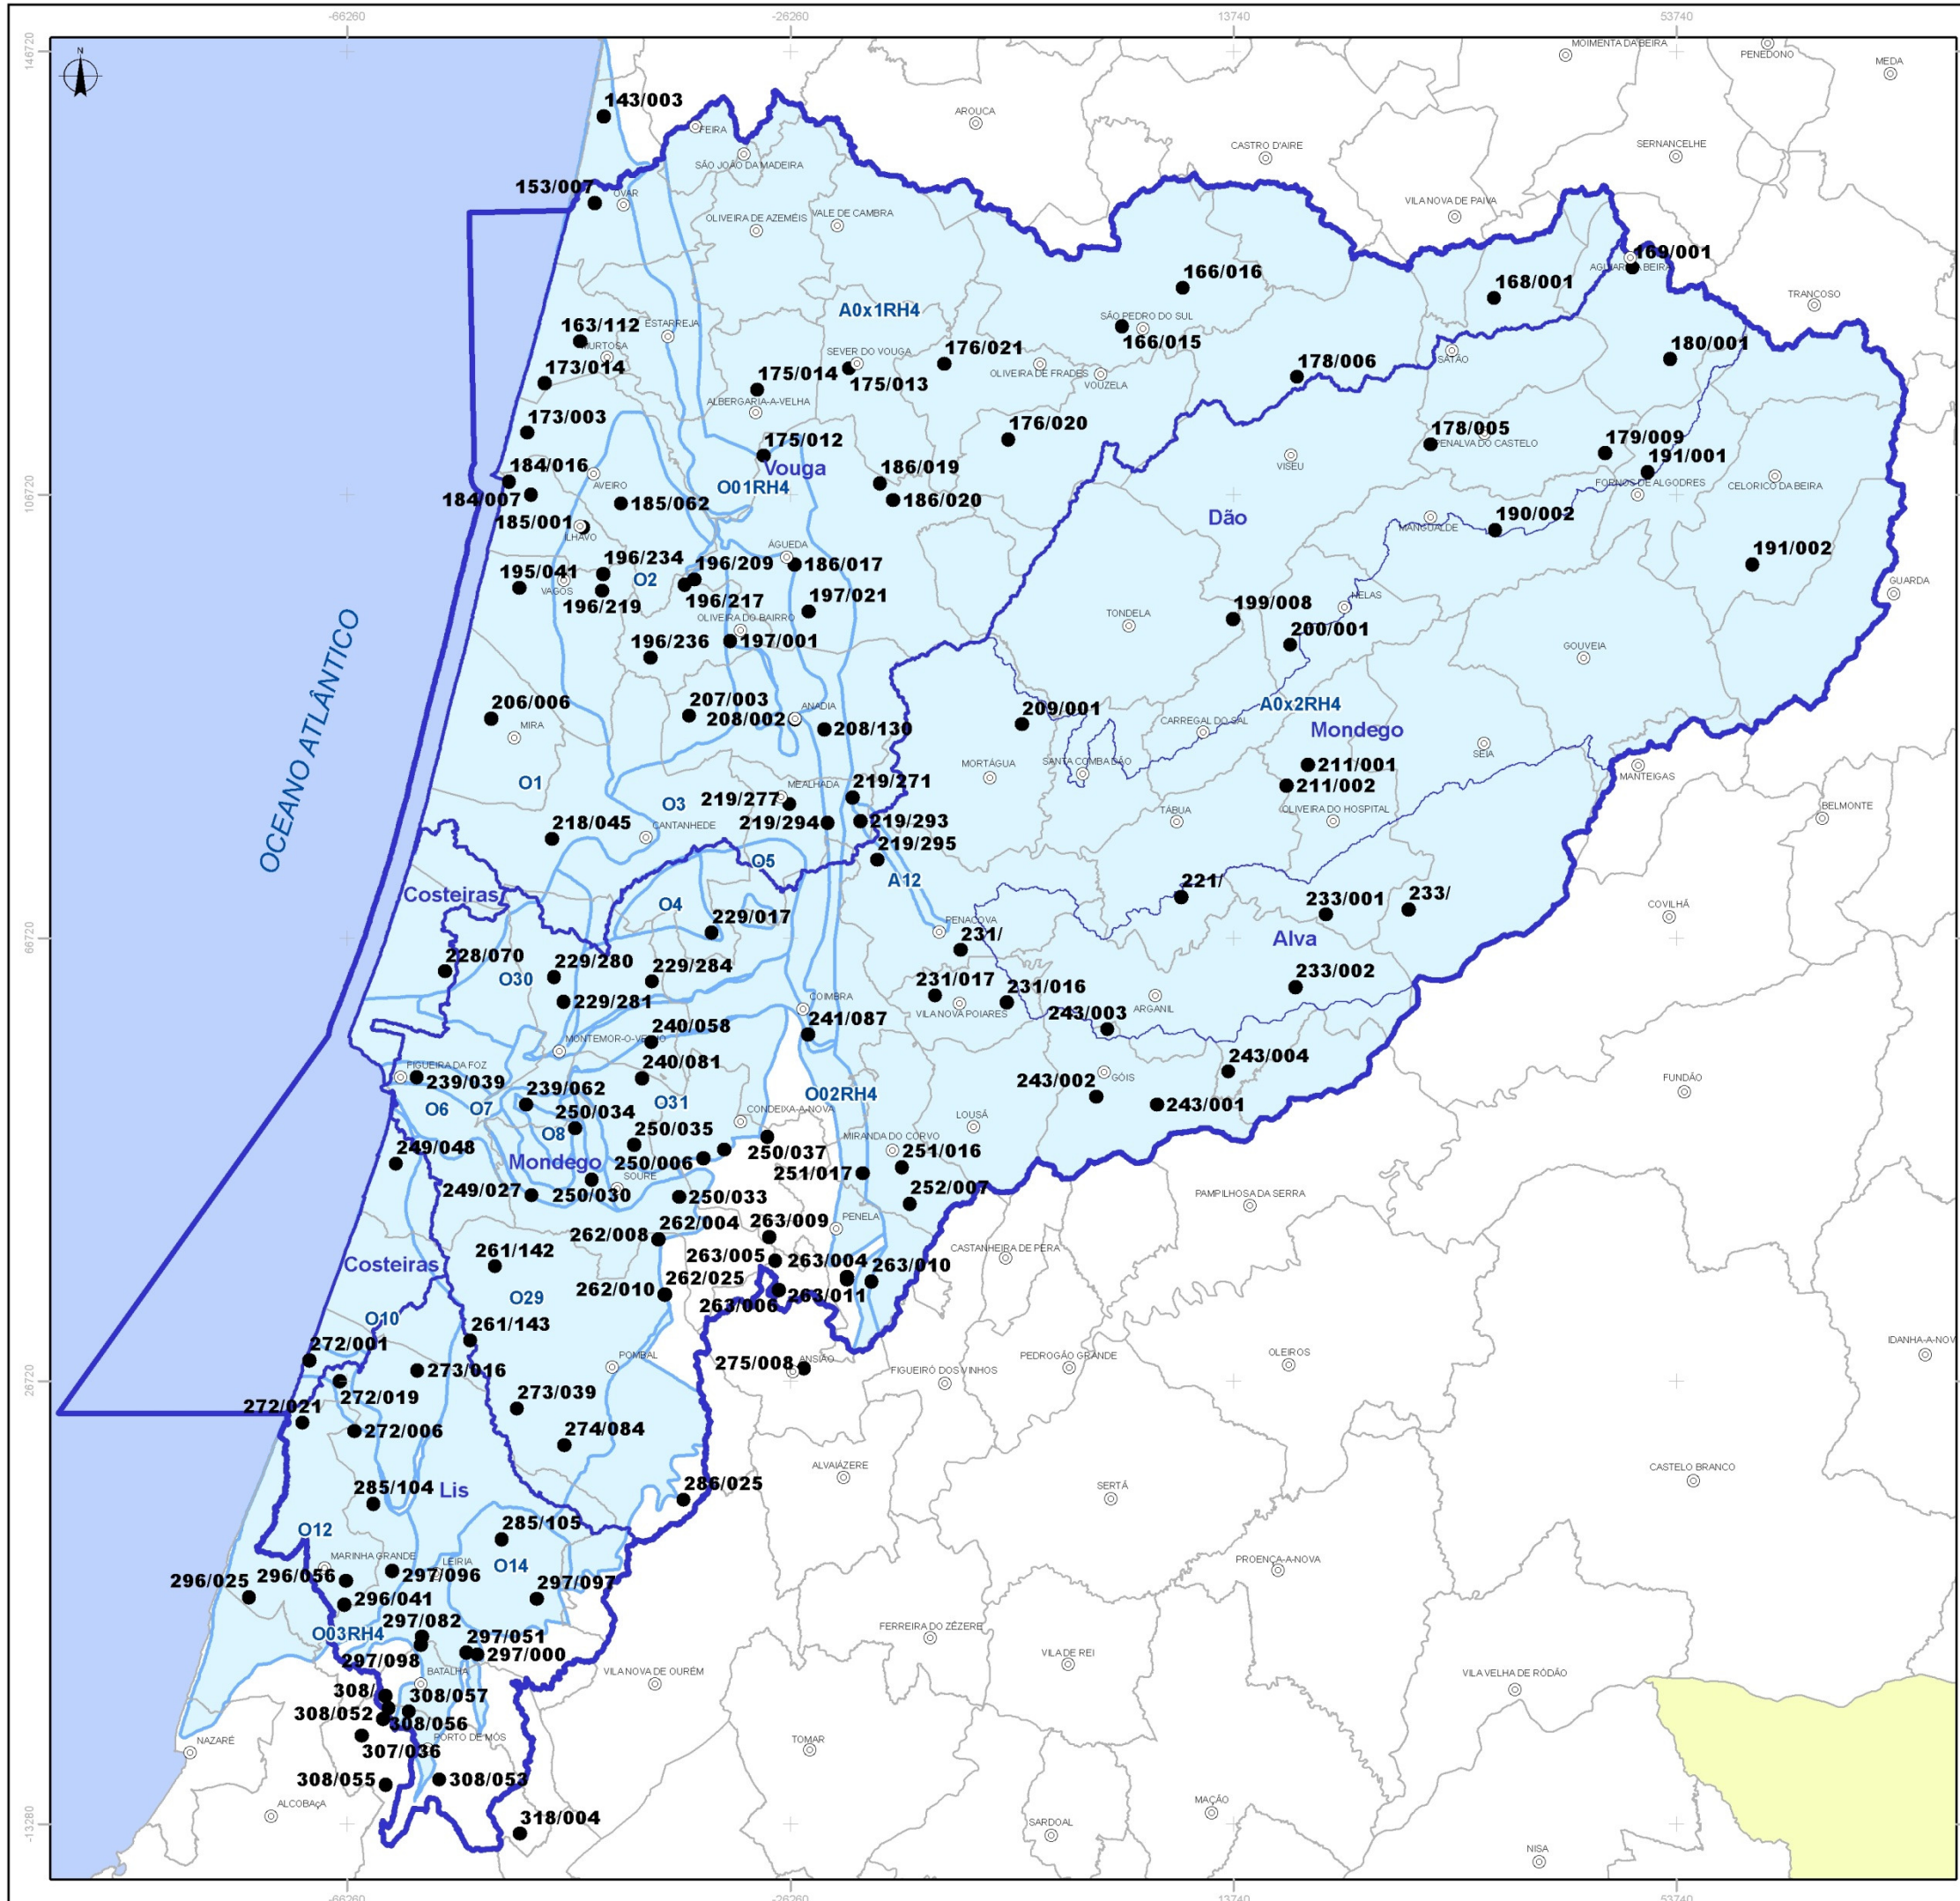 -66260
-26260
13740
53740
146720
N
MOIMENTA DA BEIRA
PENEDONO
MEDA
143/003
FEIRA
AROUCA
CASTRO D'AIRE
SERNANCELHE
SÃO JOÃO DA MADEIRA
153/007
OVAR
OLIVEIRA DE AZEMÉIS
VALE DE CAMBRA
VILA NOVA DE PAIVA
169/001
166/016
168/001
TRANCOSO
A0x1RH4
SÃO PEDRO DO SUL
163/112
ESTARREJA
MURTOSA
166/015
SEVER DO VOUGA
176/021
180/001
SÁTÃO
173/014
175/014
175/013
OLIVEIRA DE FRADES
VOUZELA
178/006
ALBERGARIA-A-VELHA
173/003
175/012
176/020
178/005
PENALVA DO CASTELO
179/009
Vouga
VISEU
191/001
184/016
186/019
AVEIRO
O01RH4
FORNOS DE ALGODRES
CELORICO DA BEIRA
106720
184/007
185/062
186/020
Dão
190/002
MANGUALDE
185/001
ILHAVO
ÁGUEDA
191/002
196/234
196/209
186/017
195/041
O2
VAGOS
GUARDA
196/219
196/217
197/021
NELAS
199/008
OLIVEIRA DO BAIRRO
TONDELA
200/001
196/236
197/001
GOUVEIA
OCEANO ATLÂNTICO
A0x2RH4
206/006
207/003
208/002
ANADIA
209/001
MIRA
208/130
CARREGAL DO SAL
Mondego
SEIA
MORTÁGUA
SANTA COMBA DÃO
211/001
MANTEIGAS
O1
219/271
MEALHADA
211/002
O3
219/277
TÁBUA
OLIVEIRA DO HOSPITAL
BELMONTE
218/045
CANTANHEDE
219/294
219/293
219/295
O5
A12
Costeiras
221/
O4
233/001
233/
COVILHÃ
229/017
PENACOVA
66720
231/
Alva
228/070
229/280
229/284
O30
231/017
231/016
233/002
229/281
COIMBRA
VILA NOVA POIARES
ARGANIL
240/058
241/087
243/003
MONTEMOR-O-VELHO
FIGUEIRA DA FOZ
240/081
243/004
239/039
239/062
O02RH4
243/002
GÓIS
FUNDÃO
O6
O7
250/034
O31
CONDEIXA-A-NOVA
243/001
LOUSÃ
O8
250/035
MIRANDA DO CORVO
249/048
Mondego
250/006
250/037
251/016
251/017
SOURE
249/027
250/030
250/033
252/007
PAMPILHOSA DA SERRA
262/008
262/004
263/009
PENELA
261/142
263/005
263/004
CASTANHEIRA DE PERA
Costeiras
263/010
262/010
262/025
263/006
263/011
O29
O10
261/143
272/001
POMBAL
275/008
ANSIÃO
PEDROGÃO GRANDE
OLEIROS
IDANHA-A-NOV
273/016
FIGUEIRÓ DOS VINHOS
26720
272/019
273/039
272/021
272/006
274/084
ALVAIÁZERE
CASTELO BRANCO
285/104
Lis
286/025
SERTÃ
O12
285/105
MARINHA GRANDE
LEIRIA
O14
PROENÇA-A-NOVA
296/025
296/056
297/096
297/097
296/041
297/082
FERREIRA DO ZÊZERE
O03RH4
297/051
297/098
297/000
VILA DE REI
BATALHA
VILA NOVA DE OURÉM
VILA VELHA DE RÓDÃO
308/
308/057
308/052
308/056
PORTO DE MÓS
NAZARÉ
307/036
TOMAR
308/055
308/053
ALCOBAçA
MAÇÃO
318/004
-13280
SARDOAL
NISA
-66260
-26260
13740
53740